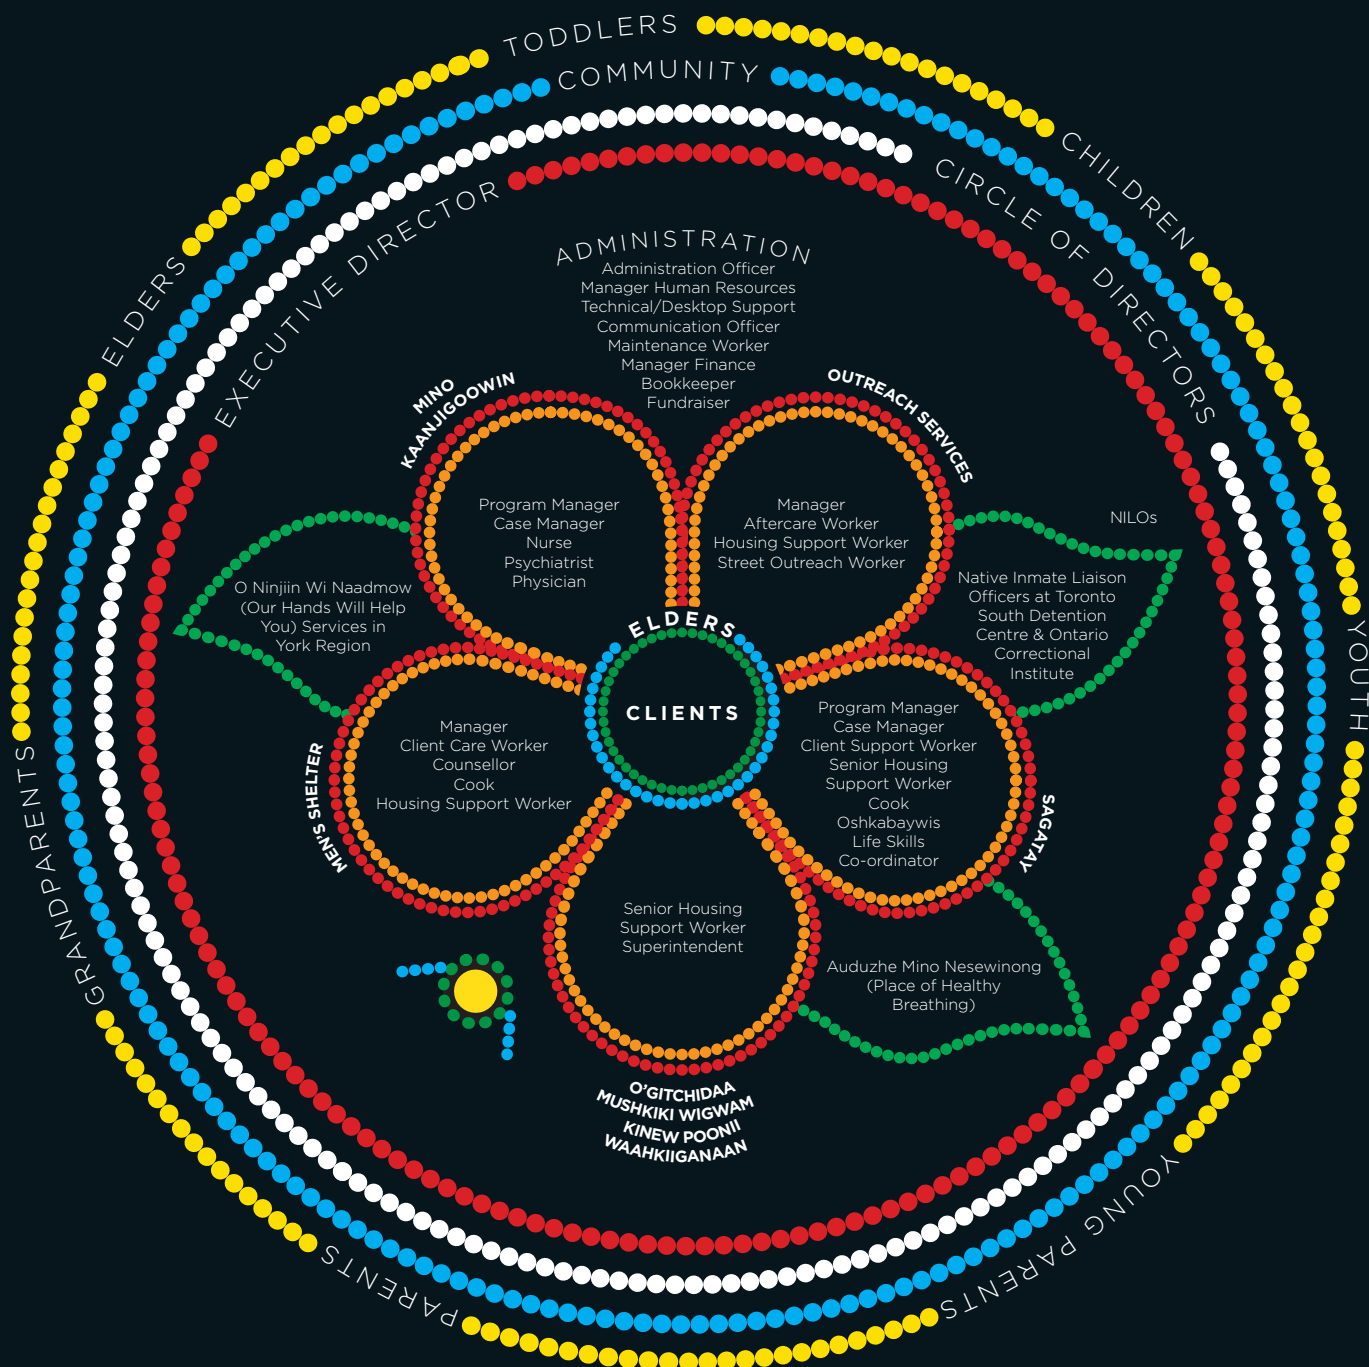 TODDLERS
COMMUNITY
CHILDREN
CIRCLE OF DIRECTORS
EXECUTIVE DIRECTOR
ELDERS
ADMINISTRATION
Administration Officer
Manager Human Resources
Technical/Desktop Support
Communication Officer
Maintenance Worker
Manager Finance
Bookkeeper
Fundraiser
MINO
KAANJIGOOWIN
Program Manager
Case Manager
Nurse
Psychiatrist
Physician
OUTREACH SERVICES
Manager
Aftercare Worker
Housing Support Worker
Street Outreach Worker
NILOs
Native Inmate Liaison
Officers at Toronto
South Detention
Centre & Ontario
Correctional
Institute
O Ninjiin Wi Naadmow
(Our Hands Will Help
You) Services in
York Region
ELDERS
CLIENTS
YOUTH
MEN'S SHELTER
Manager
Client Care Worker
Counsellor
Cook
Housing Support Worker
Program Manager
Case Manager
Client Support Worker
Senior Housing
Support Worker
Cook
Oshkabaywis
Life Skills
Co-ordinator
SAGATAY
GRANDPARENTS
Senior Housing
Support Worker
Superintendent
Auduzhe Mino Nesewinong
(Place of Healthy
Breathing)
O'GITCHIDAA
MUSHKIKI WIGWAM
KINEW POONII
WAAHKIIGANAAN
YOUNG PARENTS
PARENTS